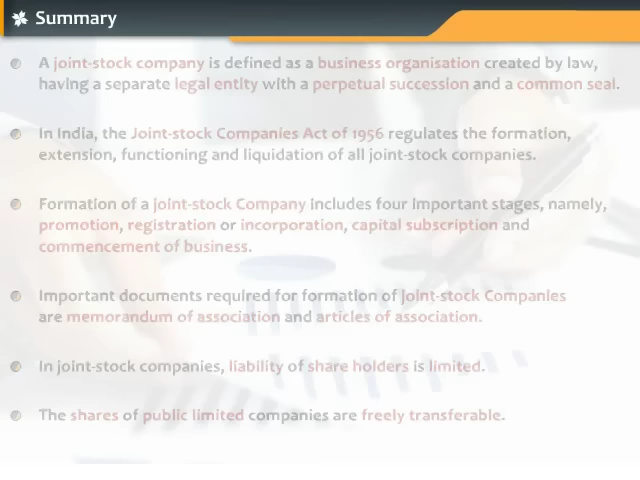 Summary
A joint-stock company is defined as a business organisation created by law,
having a separate legal entity with a perpetual succession and a common seal.
In India, the Joint-stock Companies Act of 1956 regulates the formation,
extension, functioning and liquidation of all joint-stock companies.
Formation of a joint-stock Company includes four important stages, namely,
promotion, registration or incorporation, capital subscription and
commencement of business.
Important documents required for formation of Joint-stock Companies
are memorandum of association and articles of association.
In joint-stock companies, liability of share holders is limited.
The shares of public limited companies are freely transferable.